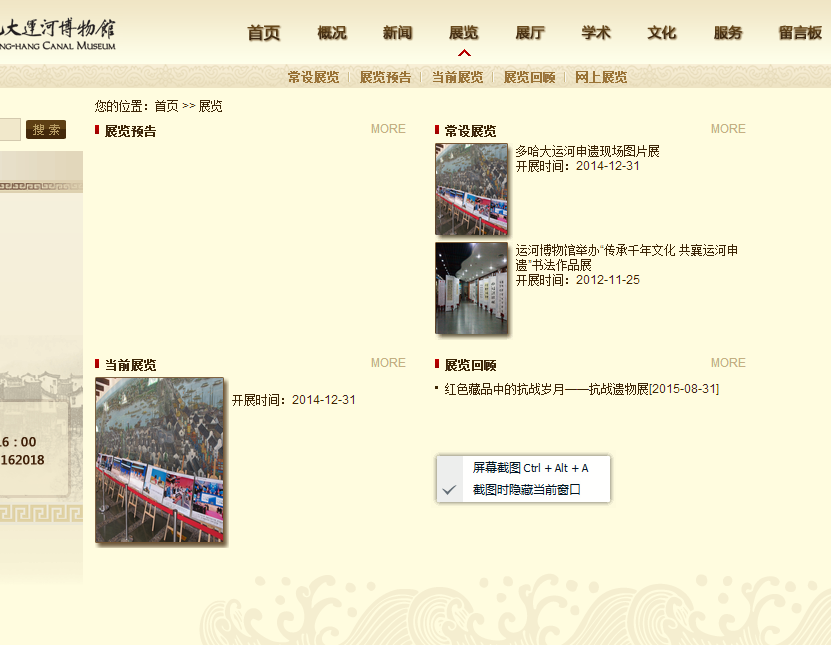 大运河博物館
NG-HANG CANAL MUSEUM
首页 概况 新闻 展览 展厅 学术 文化 服务 留言板
常设展览 展览预告 当前展览 展览回顾 网上展览
您的位置：首页 >> 展览
搜 索
展览预告 MORE
常设展览 MORE
多哈大运河申遗现场图片展
开展时间：2014-12-31
运河博物馆举办“传承千年文化 共襄运河申
遗”书法作品展
开展时间：2012-11-25
当前展览 MORE
开展时间：2014-12-31
展览回顾 MORE
红色藏品中的抗战岁月——抗战遗物展[2015-08-31]
屏幕截图 Ctrl + Alt + A
截图时隐藏当前窗口
16：00
162018